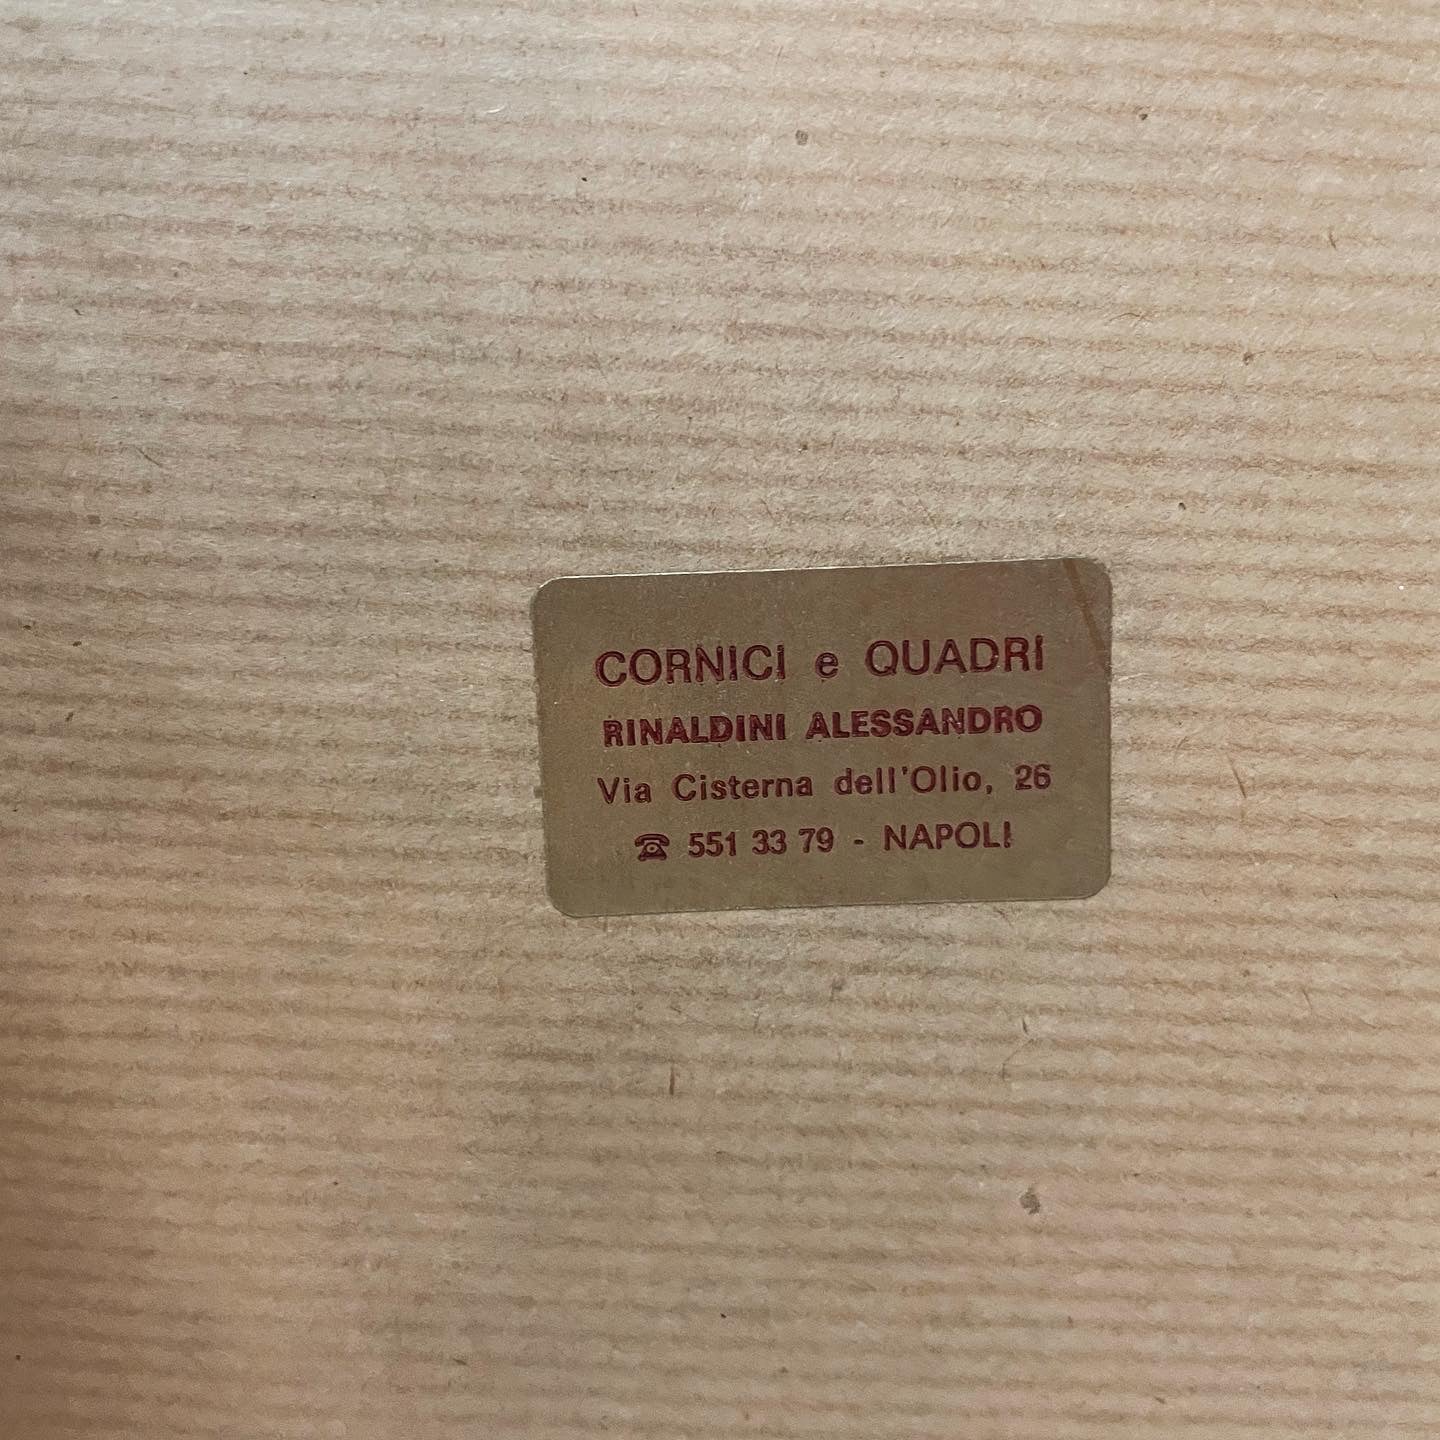 CORNICI e QUADRI
RINALDINI ALESSANDRO
Via Cisterna dell'Olio, 26
☎ 551 33 79 - NAPOLI